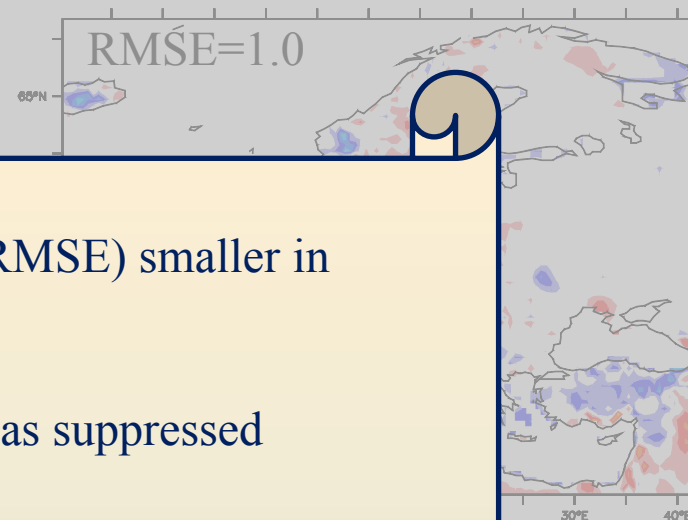 RMSE=1.0
65°N
RMSE) smaller in
as suppressed
30°E
40°E